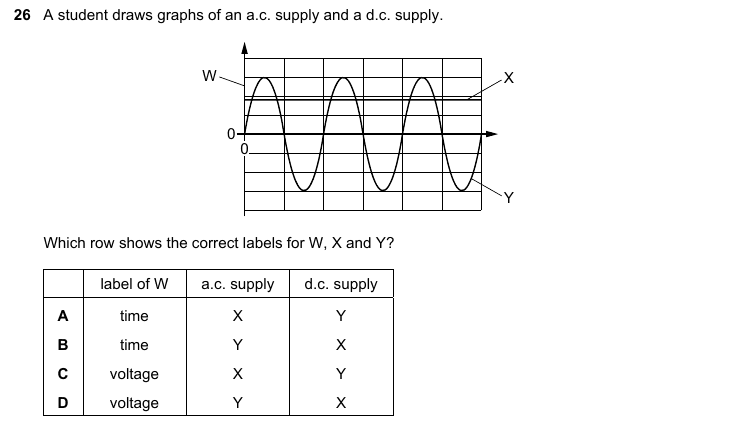 26 A student draws graphs of an a.c. supply and a d.c. supply.
W
X
0
0
Y
Which row shows the correct labels for W, X and Y?
label of W a.c. supply d.c. supply
A time X Y
B time Y X
C voltage X Y
D voltage Y X